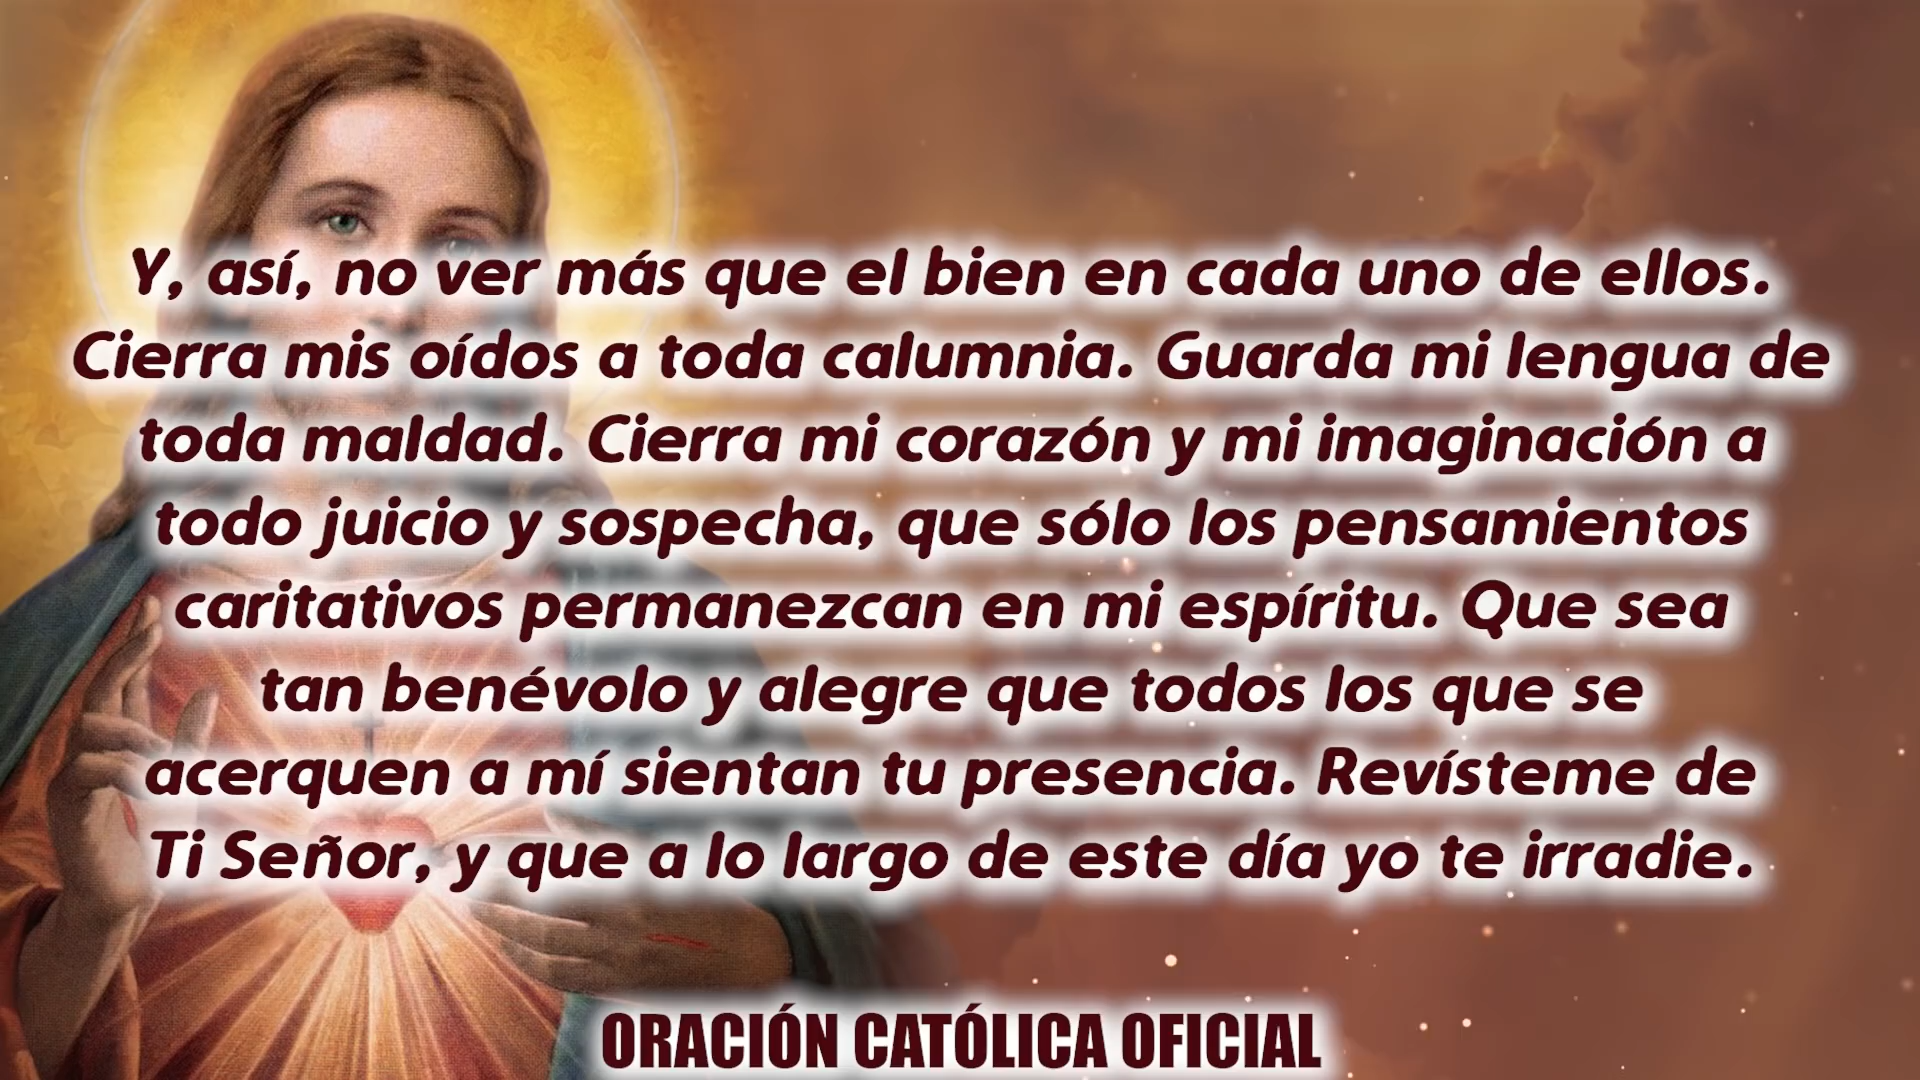 Y, así, no ver más que el bien en cada uno de ellos.
Cierra mis oídos a toda calumnia. Guarda mi lengua de
toda maldad. Cierra mi corazón y mi imaginación a
todo juicio y sospecha, que sólo los pensamientos
caritativos permanezcan en mi espíritu. Que sea
tan benévolo y alegre que todos los que se
acerquen a mí sientan tu presencia. Revísteme de
Ti Señor, y que a lo largo de este día yo te irradie.
ORACIÓN CATÓLICA OFICIAL